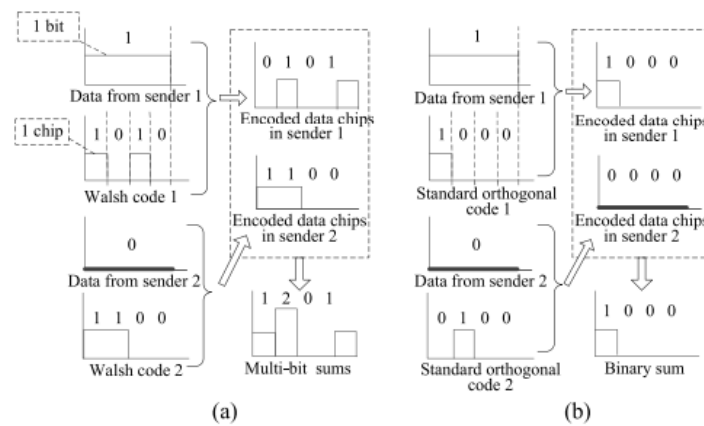 1 bit
1
Data from sender 1
1 chip
1 0 1 0
Walsh code 1
0
Data from sender 2
1 1 0 0
Walsh code 2
0 1 0 1
Encoded data chips
in sender 1
1 1 0 0
Encoded data chips
in sender 2
1 2 0 1
Multi-bit sums
(a)
1
Data from sender 1
1 0 0 0
Standard orthogonal
code 1
0
Data from sender 2
0 1 0 0
Standard orthogonal
code 2
1 0 0 0
Encoded data chips
in sender 1
0 0 0 0
Encoded data chips
in sender 2
1 0 0 0
Binary sum
(b)